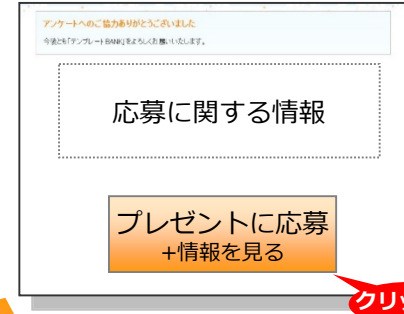 アンケートへのご協力ありがとうございました
今後とも「テンプレートBANK」をよろしくお願いいたします。
応募に関する情報
プレゼントに応募
+情報を見る
クリッ